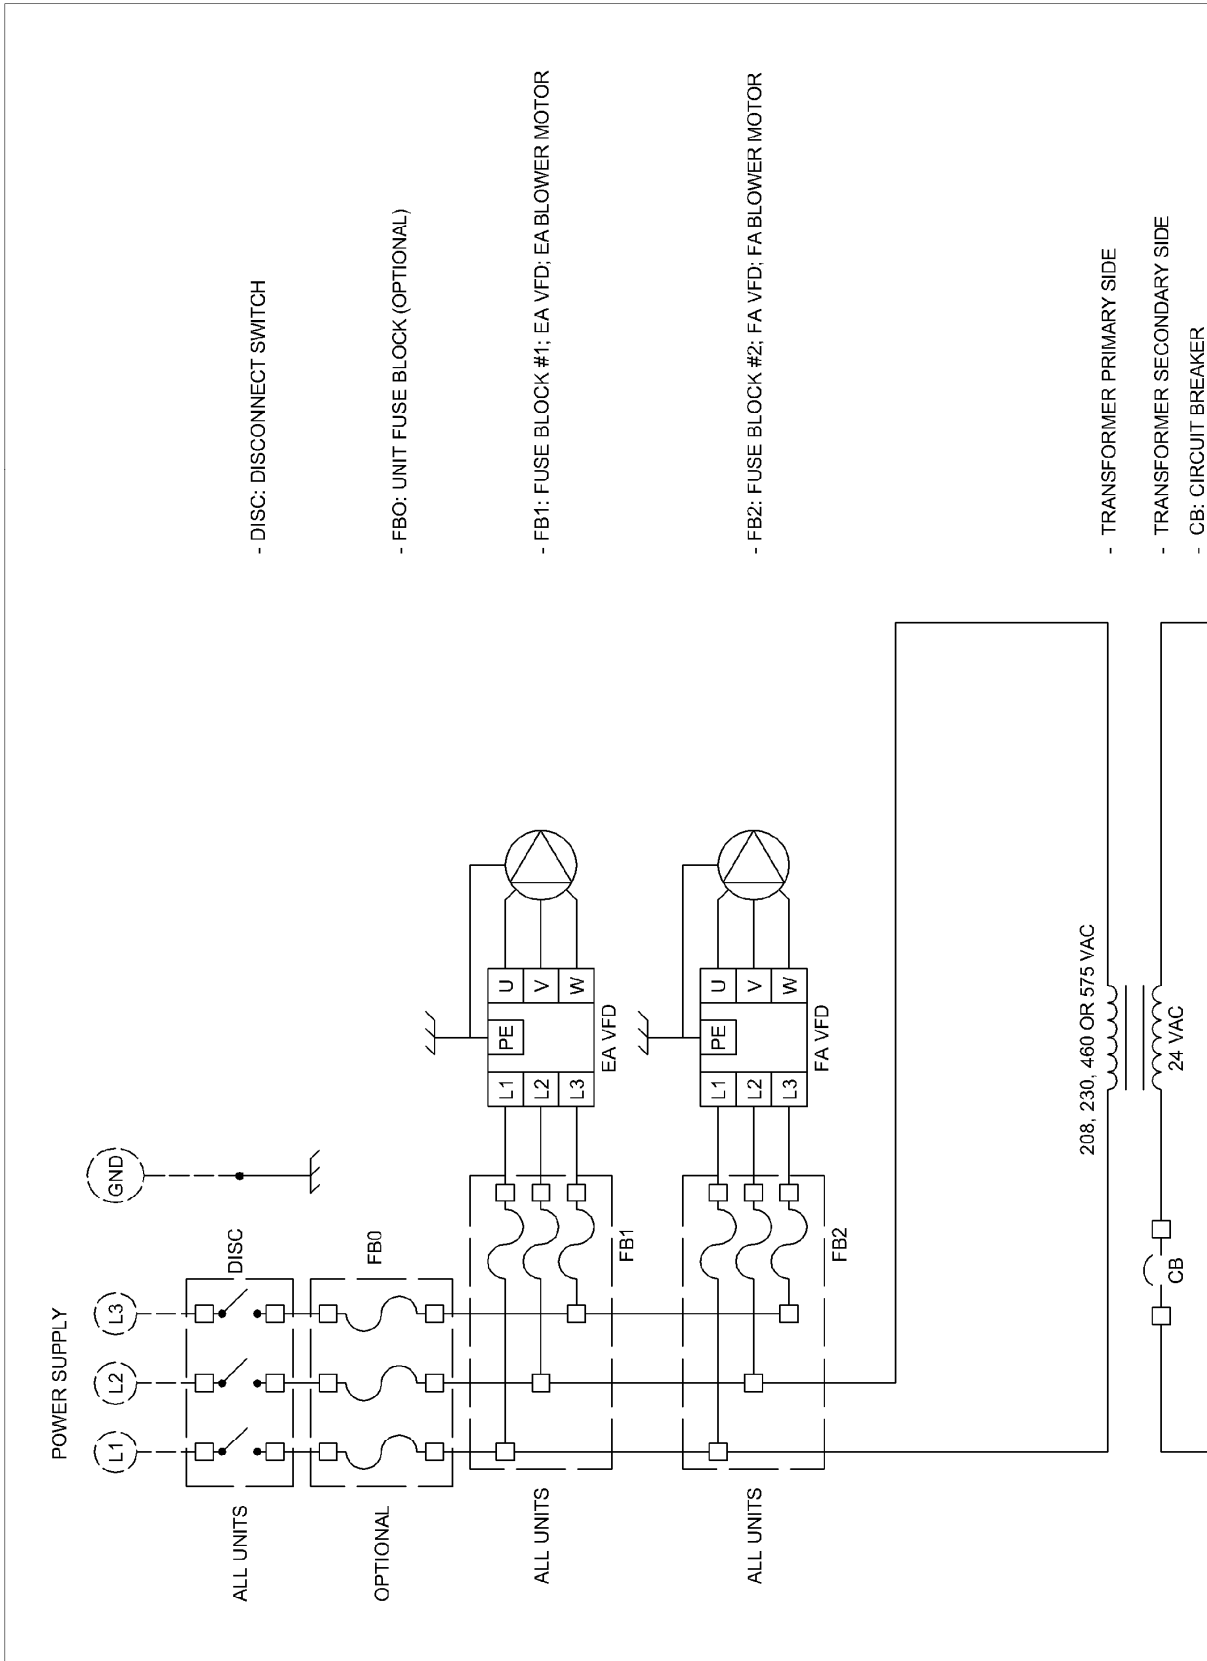 POWER SUPPLY
L1
L2
L3
GND
ALL UNITS
DISC
- DISC: DISCONNECT SWITCH
OPTIONAL
FB0
- FBO: UNIT FUSE BLOCK (OPTIONAL)
ALL UNITS
FB1
L1
L2
L3
PE
U
V
W
EA VFD
- FB1: FUSE BLOCK #1; EA VFD; EA BLOWER MOTOR
ALL UNITS
FB2
L1
L2
L3
PE
U
V
W
FA VFD
- FB2: FUSE BLOCK #2; FA VFD; FA BLOWER MOTOR
208, 230, 460 OR 575 VAC
- TRANSFORMER PRIMARY SIDE
24 VAC
- TRANSFORMER SECONDARY SIDE
CB
- CB: CIRCUIT BREAKER